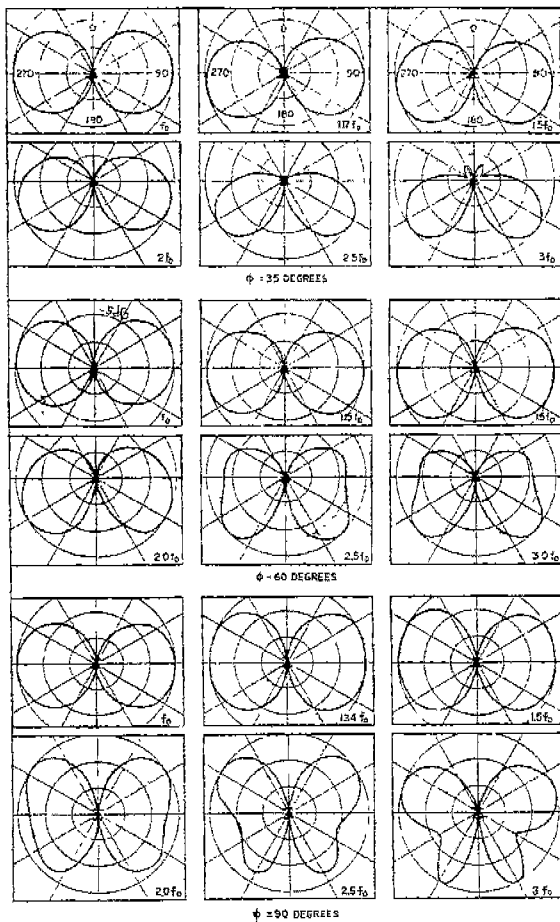 0 0 0
270 90 270 90 270 90
180 180 180
f₀ 1.17f₀ 1.5f₀
2f₀ 2.5f₀ 3f₀
φ = 35 DEGREES
f₀ 1.5f₀
2.0f₀ 2.5f₀ 3.0f₀
φ = 60 DEGREES
f₀ 1.34f₀ 1.5f₀
2.0f₀ 2.5f₀ 3f₀
φ = 90 DEGREES